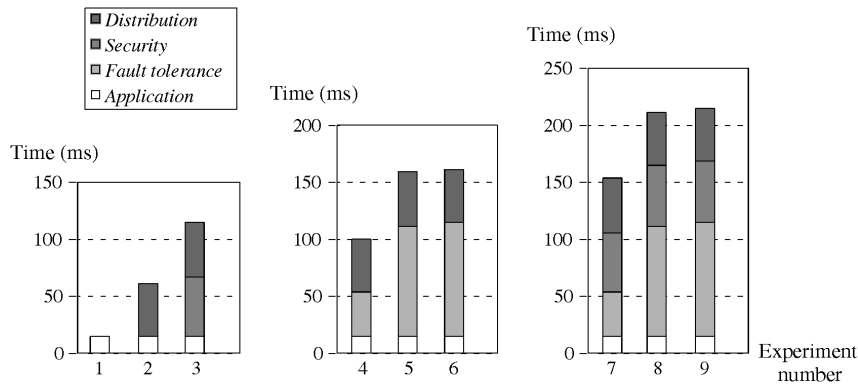 Distribution
Security
Fault tolerance
Application
Time (ms)
150
100
50
0
1 2 3
Time (ms)
200
150
100
50
0
4 5 6
Time (ms)
250
200
150
100
50
0
7 8 9
Experiment
number